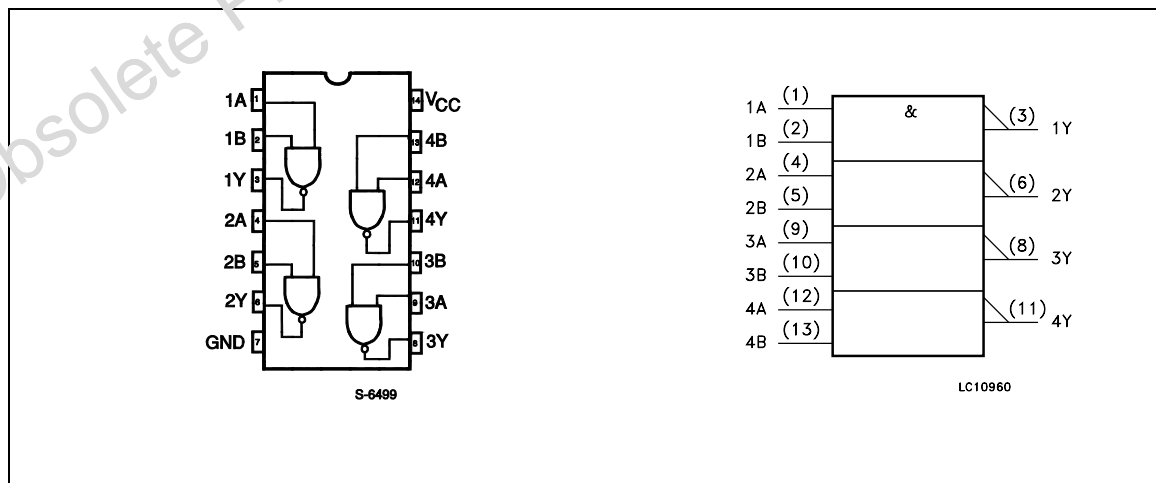 Obsolete P
1A 1
1B 2
1Y 3
2A 4
2B 5
2Y 6
GND 7
14 VCC
13 4B
12 4A
11 4Y
10 3B
9 3A
8 3Y
S-6499
&
1A (1)
1B (2)
2A (4)
2B (5)
3A (9)
3B (10)
4A (12)
4B (13)
(3) 1Y
(6) 2Y
(8) 3Y
(11) 4Y
LC10960